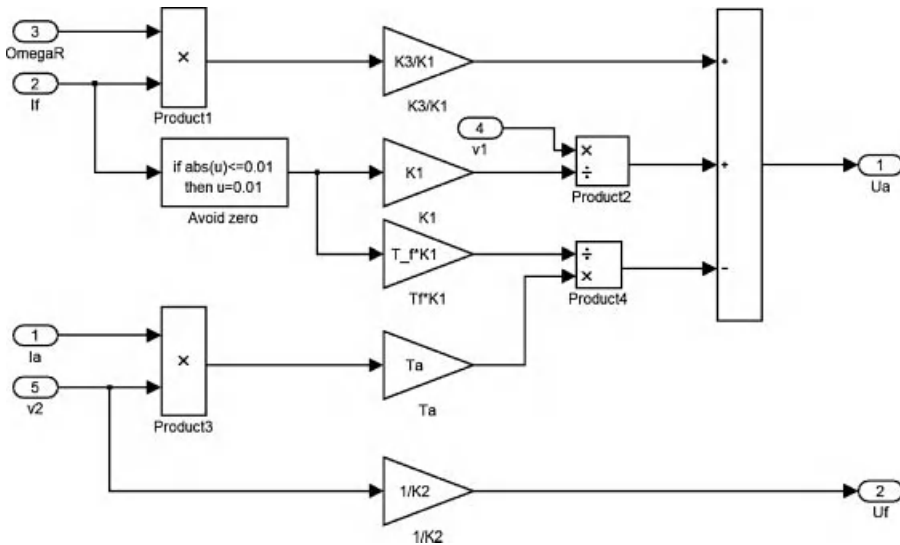 3
OmegaR
2
If
×
Product1
K3/K1
K3/K1
+
if abs(u)<=0.01
then u=0.01
Avoid zero
K1
K1
4
v1
×
÷
Product2
+
1
Ua
T_f*K1
Tf*K1
÷
×
Product4
−
1
Ia
5
v2
×
Product3
Ta
Ta
1/K2
1/K2
2
Uf